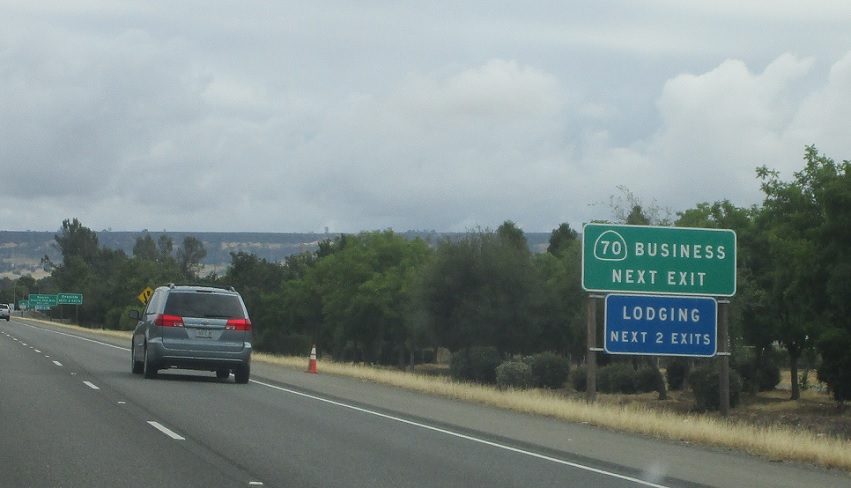 70 BUSINESS
NEXT EXIT
LODGING
NEXT 2 EXITS